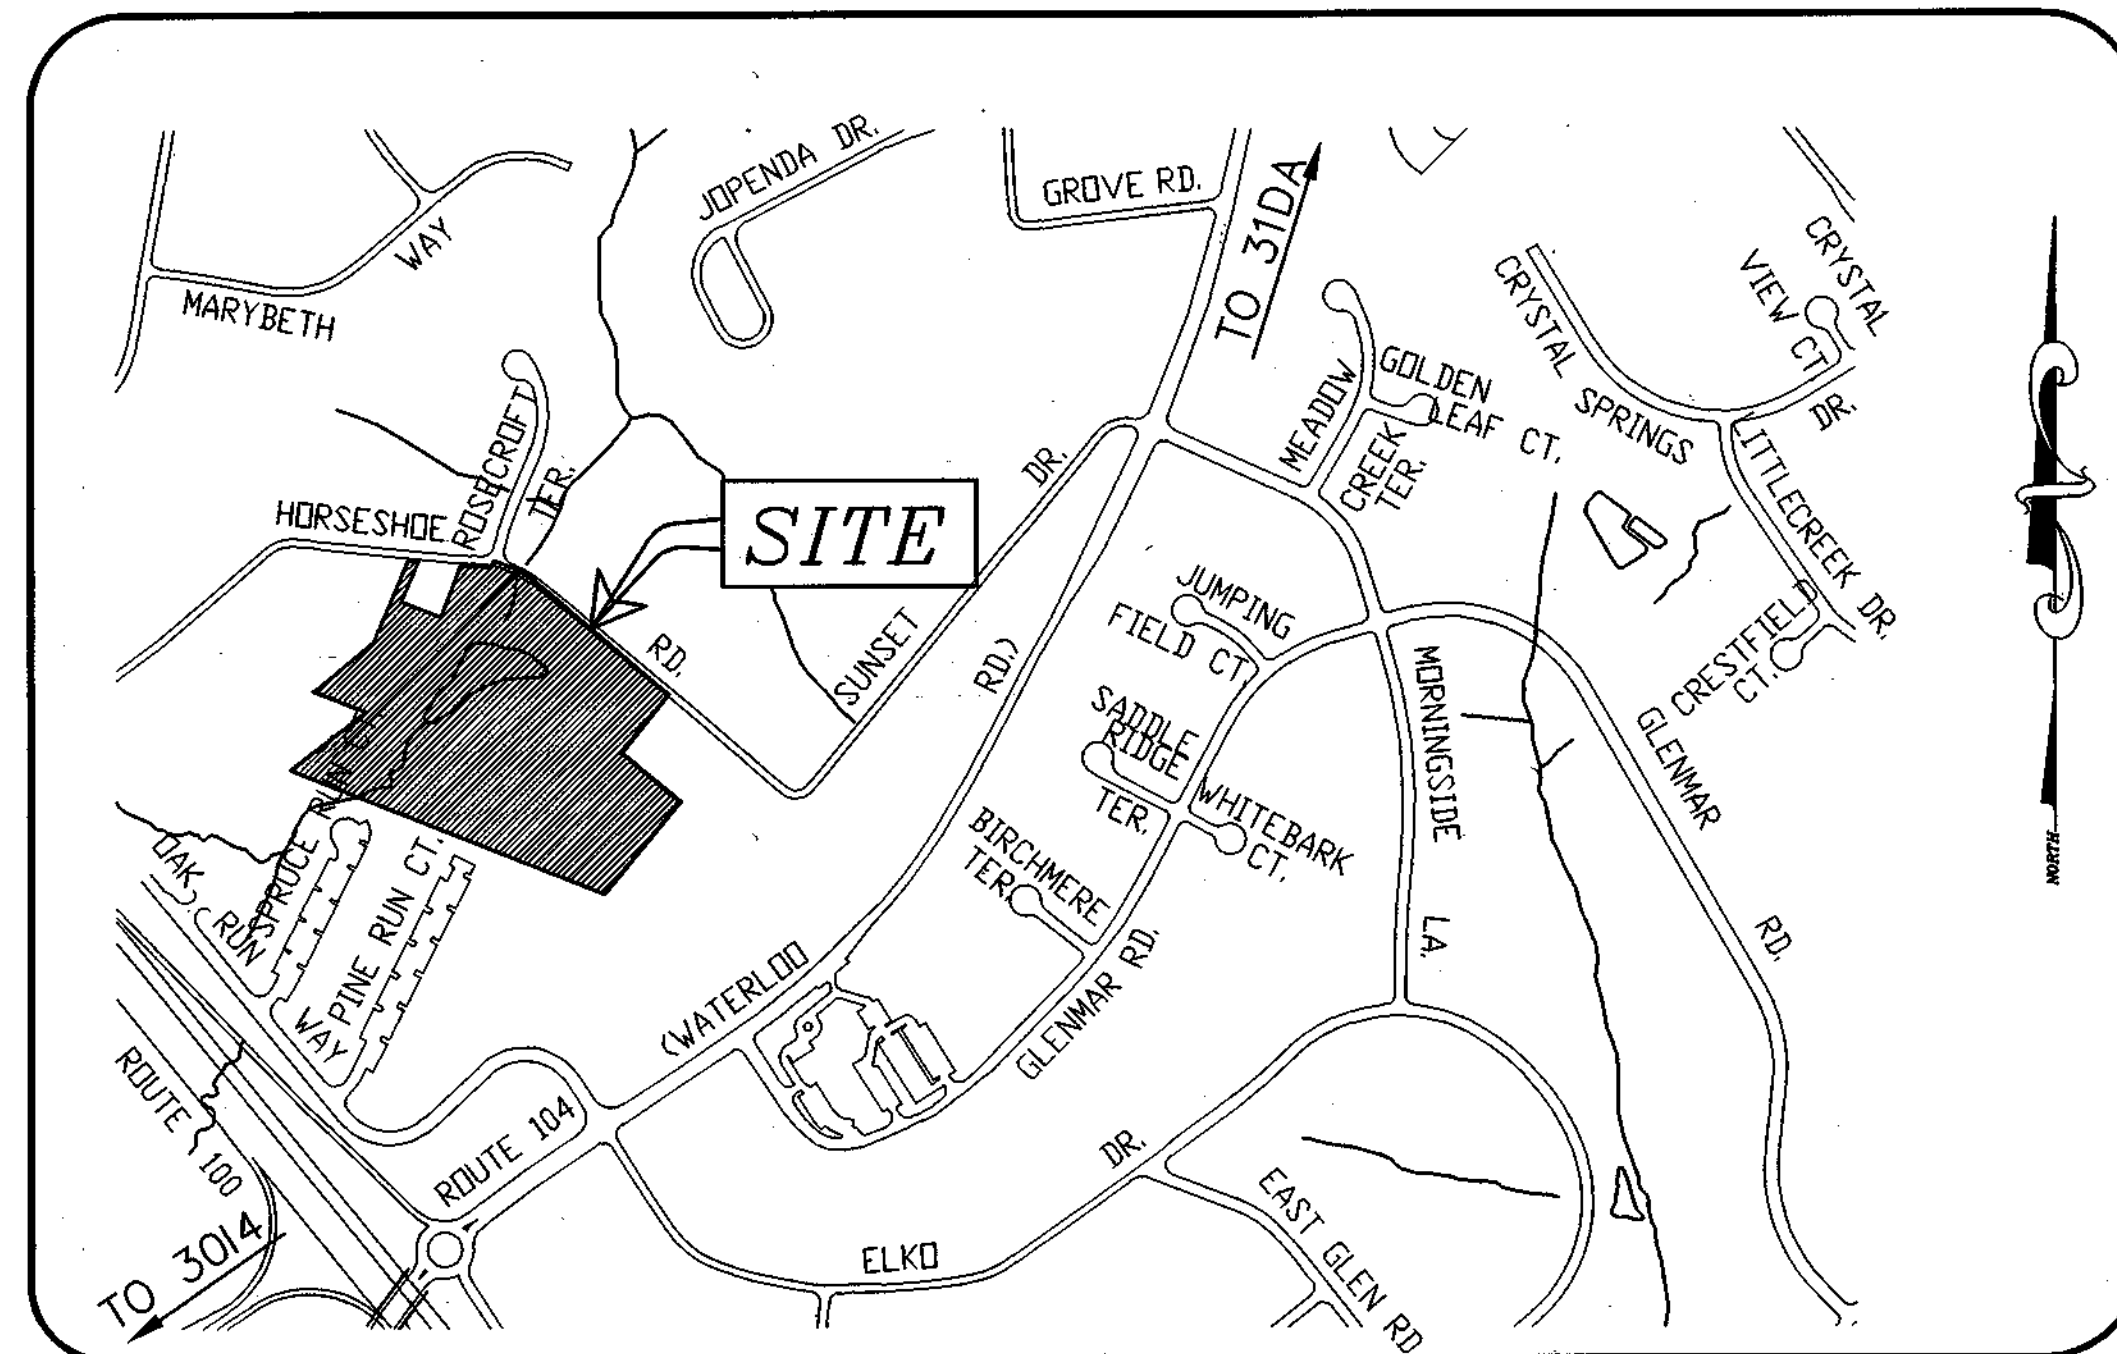 JOPENDA DR.
GROVE RD.
TO 31DA
WAY
MARYBETH
CRYSTAL
VIEW CT
CRYSTAL SPRINGS
DR.
GOLDEN
LEAF CT.
MEADOW
CREEK
TER.
LITTLECREEK DR.
ROSECROFT
TER.
HORSESHOE
RD.
SITE
SUNSET
DR.
JUMPING
FIELD CT.
CRESTFIELD
CT.
SADDLE
RIDGE
TER.
WHITEBARK
CT.
MORNINGSIDE
LA.
GLENMAR
RD.
BIRCHMERE
TER.
GLENMAR RD.
(WATERLOO
RD.)
OAK
RUN
WAY
SPRUCE RUN CT.
PINE RUN CT.
ROUTE 100
ROUTE 104
TO 3014
ELKO
DR.
EAST GLEN RD
NORTH